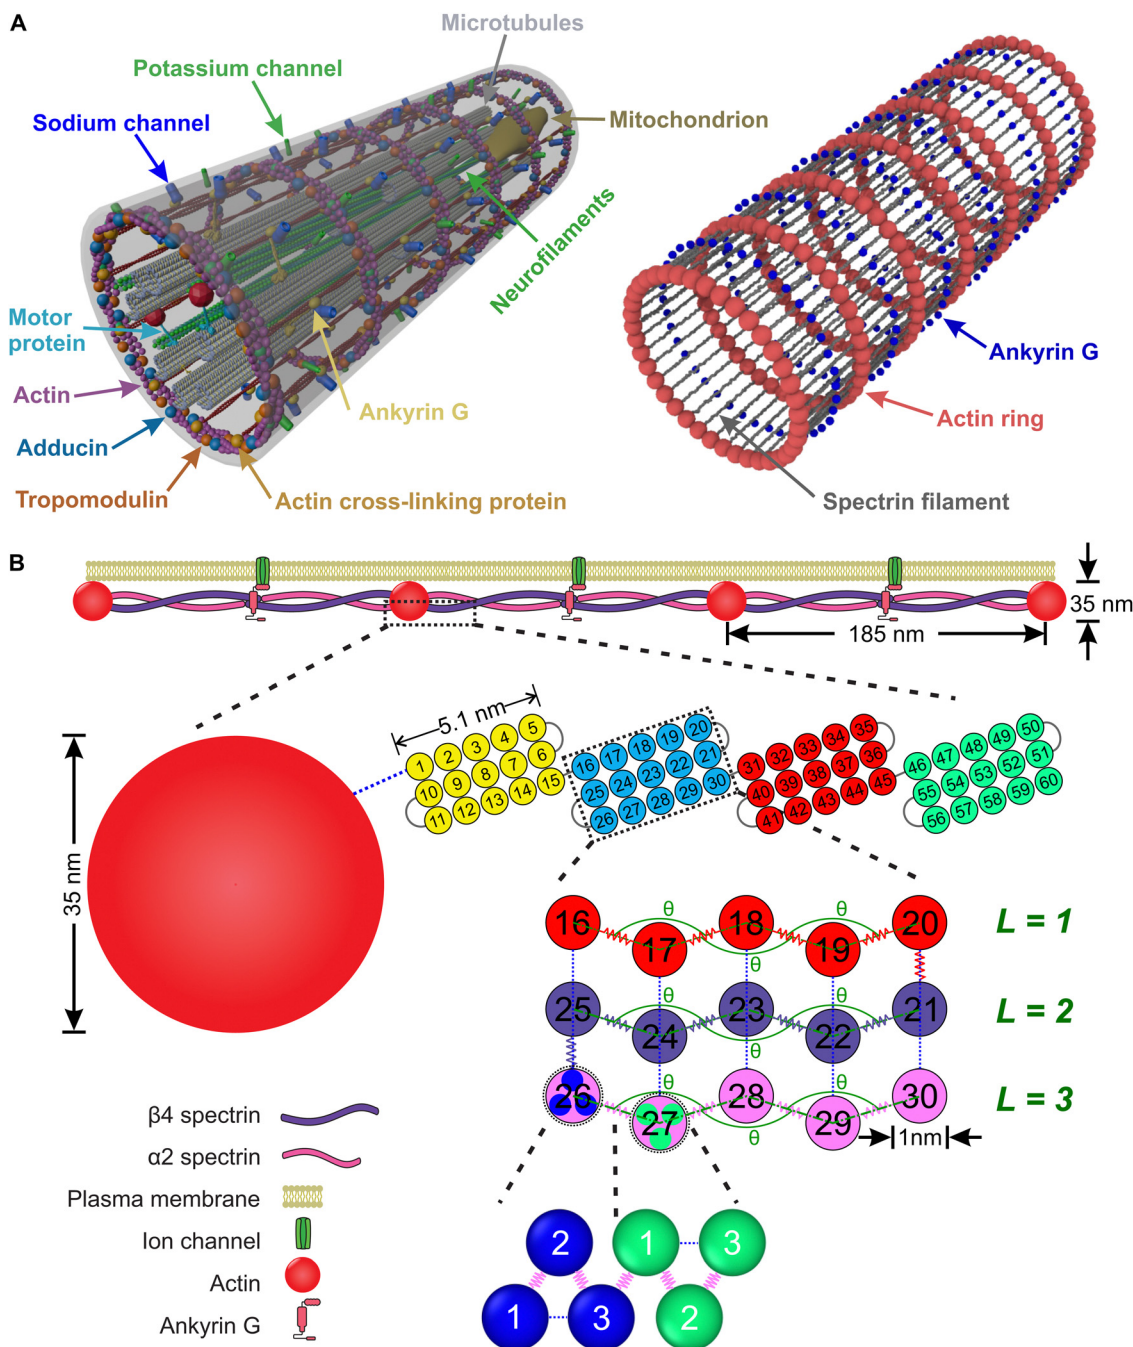 A
Microtubules
Potassium channel
Sodium channel
Mitochondrion
Neurofilaments
Motor
protein
Actin
Ankyrin G
Adducin
Tropomodulin
Actin cross-linking protein
Ankyrin G
Actin ring
Spectrin filament
B
35 nm
185 nm
5.1 nm
35 nm
1 2 3 4 5
10 9 8 7 6
11 12 13 14 15
16 17 18 19 20
25 24 23 22 21
26 27 28 29 30
31 32 33 34 35
40 39 38 37 36
41 42 43 44 45
46 47 48 49 50
55 54 53 52 51
56 57 58 59 60
θ θ
16 17 18 19 20
L = 1
θ
θ θ
25 24 23 22 21
L = 2
θ
θ θ
26 27 28 29 30
L = 3
θ
1nm
β4 spectrin
α2 spectrin
Plasma membrane
Ion channel
Actin
Ankyrin G
2 1 3
1 3 2